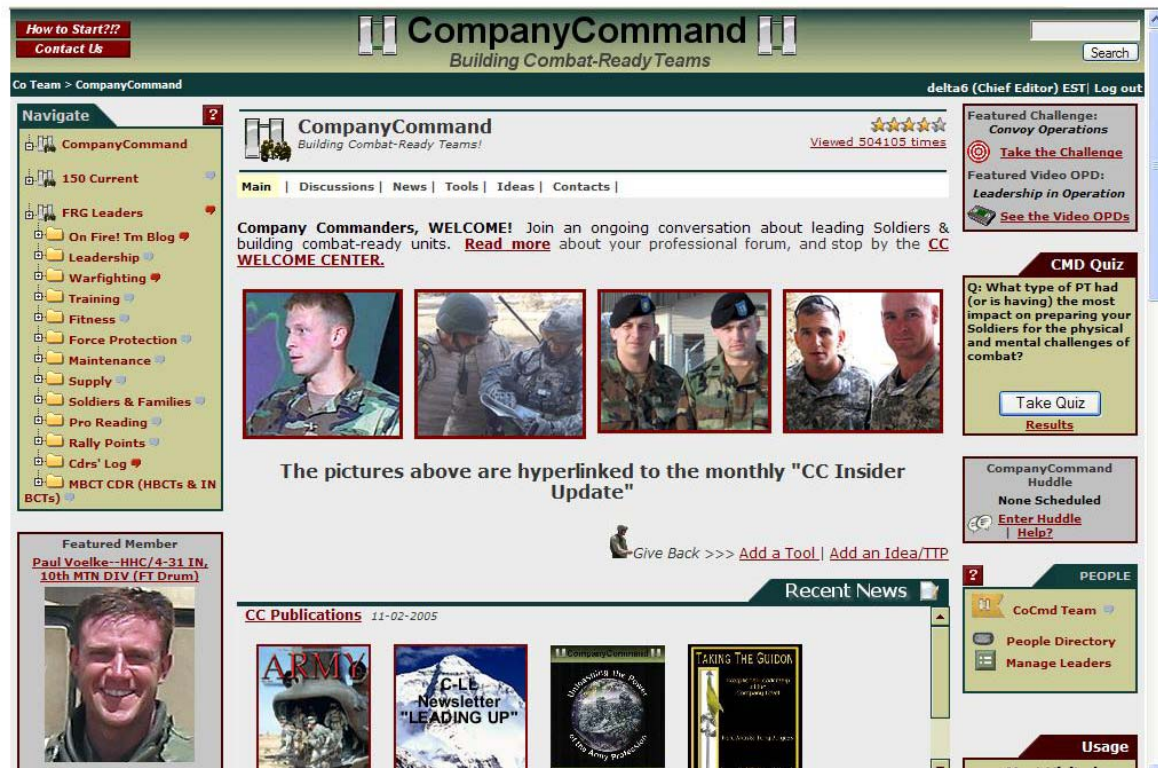 How to Start?!?
Contact Us
CompanyCommand
Building Combat-Ready Teams
Search
Co Team > CompanyCommand
delta6 (Chief Editor) EST| Log out
Navigate
?
CompanyCommand
150 Current
FRG Leaders
On Fire! Tm Blog
Leadership
Warfighting
Training
Fitness
Force Protection
Maintenance
Supply
Soldiers & Families
Pro Reading
Rally Points
Cdrs' Log
MBCT CDR (HBCTs & IN
BCTs)
Featured Member
Paul Voelke--HHC/4-31 IN,
10th MTN DIV (FT Drum)
CompanyCommand
Building Combat-Ready Teams!
Viewed 504105 times
Main | Discussions | News | Tools | Ideas | Contacts |
Company Commanders, WELCOME! Join an ongoing conversation about leading Soldiers &
building combat-ready units. Read more about your professional forum, and stop by the CC
WELCOME CENTER.
The pictures above are hyperlinked to the monthly "CC Insider
Update"
Give Back >>> Add a Tool | Add an Idea/TTP
Recent News
CC Publications 11-02-2005
ARMY
C-LL
Newsletter
"LEADING UP"
CompanyCommand
Unleashing the Power
of the Army Profession
TAKING THE GUIDON
Featured Challenge:
Convoy Operations
Take the Challenge
Featured Video OPD:
Leadership in Operation
See the Video OPDs
CMD Quiz
Q: What type of PT had
(or is having) the most
impact on preparing your
Soldiers for the physical
and mental challenges of
combat?
Take Quiz
Results
CompanyCommand
Huddle
None Scheduled
Enter Huddle
| Help?
?
PEOPLE
CoCmd Team
People Directory
Manage Leaders
Usage